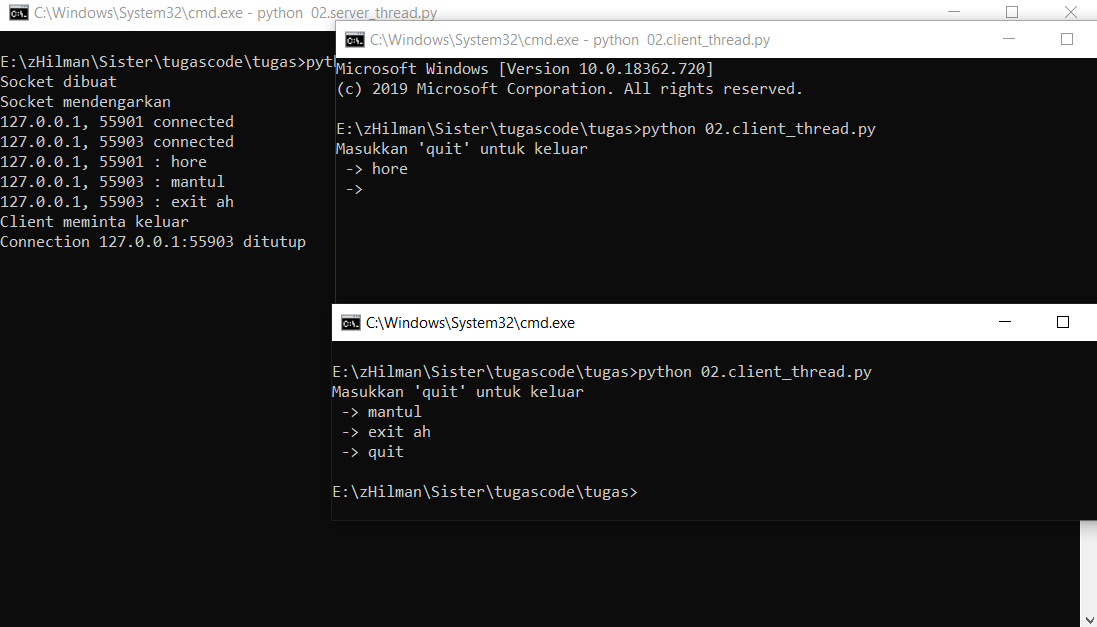 C:\Windows\System32\cmd.exe - python  02.server_thread.py
E:\zHilman\Sister\tugascode\tugas>pyt
Socket dibuat
Socket mendengarkan
127.0.0.1, 55901 connected
127.0.0.1, 55903 connected
127.0.0.1, 55901 : hore
127.0.0.1, 55903 : mantul
127.0.0.1, 55903 : exit ah
Client meminta keluar
Connection 127.0.0.1:55903 ditutup
C:\Windows\System32\cmd.exe - python  02.client_thread.py
Microsoft Windows [Version 10.0.18362.720]
(c) 2019 Microsoft Corporation. All rights reserved.
E:\zHilman\Sister\tugascode\tugas>python 02.client_thread.py
Masukkan 'quit' untuk keluar
 -> hore
 ->
C:\Windows\System32\cmd.exe
E:\zHilman\Sister\tugascode\tugas>python 02.client_thread.py
Masukkan 'quit' untuk keluar
 -> mantul
 -> exit ah
 -> quit
E:\zHilman\Sister\tugascode\tugas>